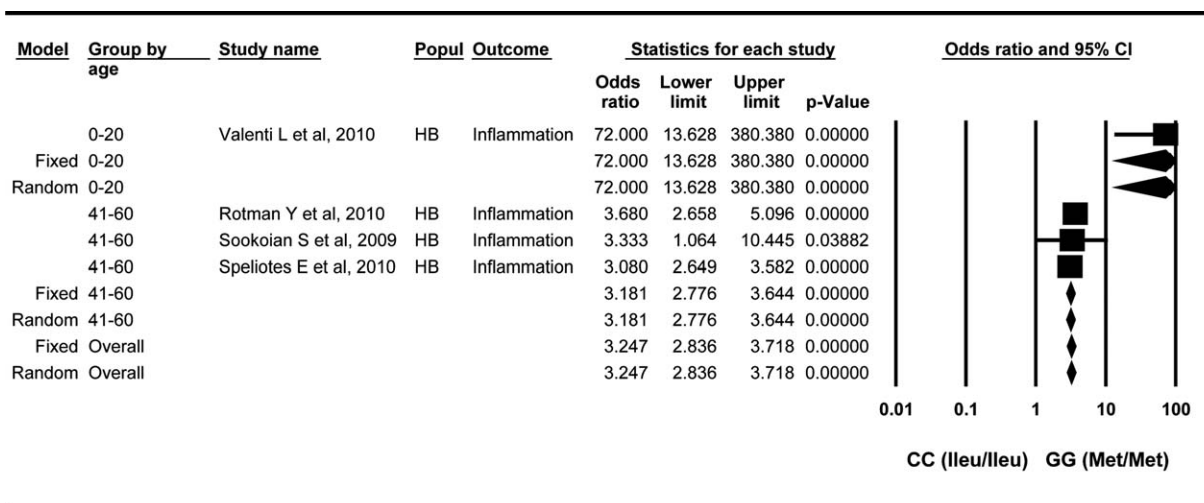 Model Group by age Study name Popul Outcome Statistics for each study Odds ratio and 95% CI
Odds ratio Lower limit Upper limit p-Value
0-20 Valenti L et al, 2010 HB Inflammation 72.000 13.628 380.380 0.00000
Fixed 0-20 72.000 13.628 380.380 0.00000
Random 0-20 72.000 13.628 380.380 0.00000
41-60 Rotman Y et al, 2010 HB Inflammation 3.680 2.658 5.096 0.00000
41-60 Sookoian S et al, 2009 HB Inflammation 3.333 1.064 10.445 0.03882
41-60 Speliotes E et al, 2010 HB Inflammation 3.080 2.649 3.582 0.00000
Fixed 41-60 3.181 2.776 3.644 0.00000
Random 41-60 3.181 2.776 3.644 0.00000
Fixed Overall 3.247 2.836 3.718 0.00000
Random Overall 3.247 2.836 3.718 0.00000
0.01 0.1 1 10 100
CC (Ileu/Ileu) GG (Met/Met)